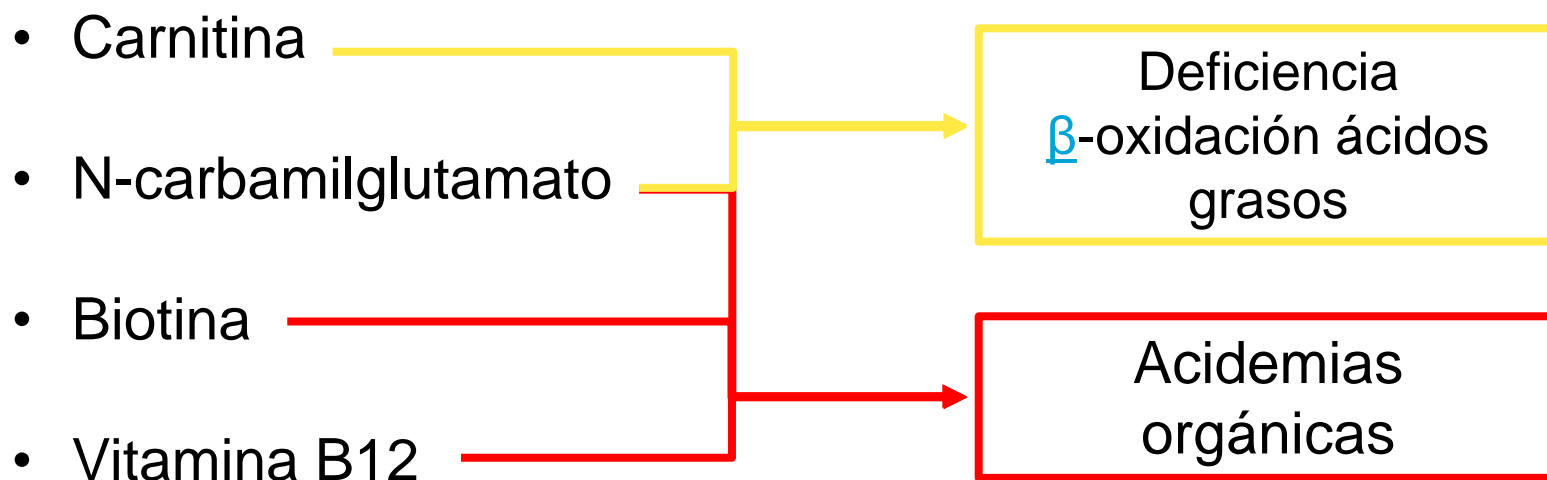 • Carnitina
• N-carbamilglutamato
• Biotina
• Vitamina B12
Deficiencia
β-oxidación ácidos
grasos
Acidemias
orgánicas